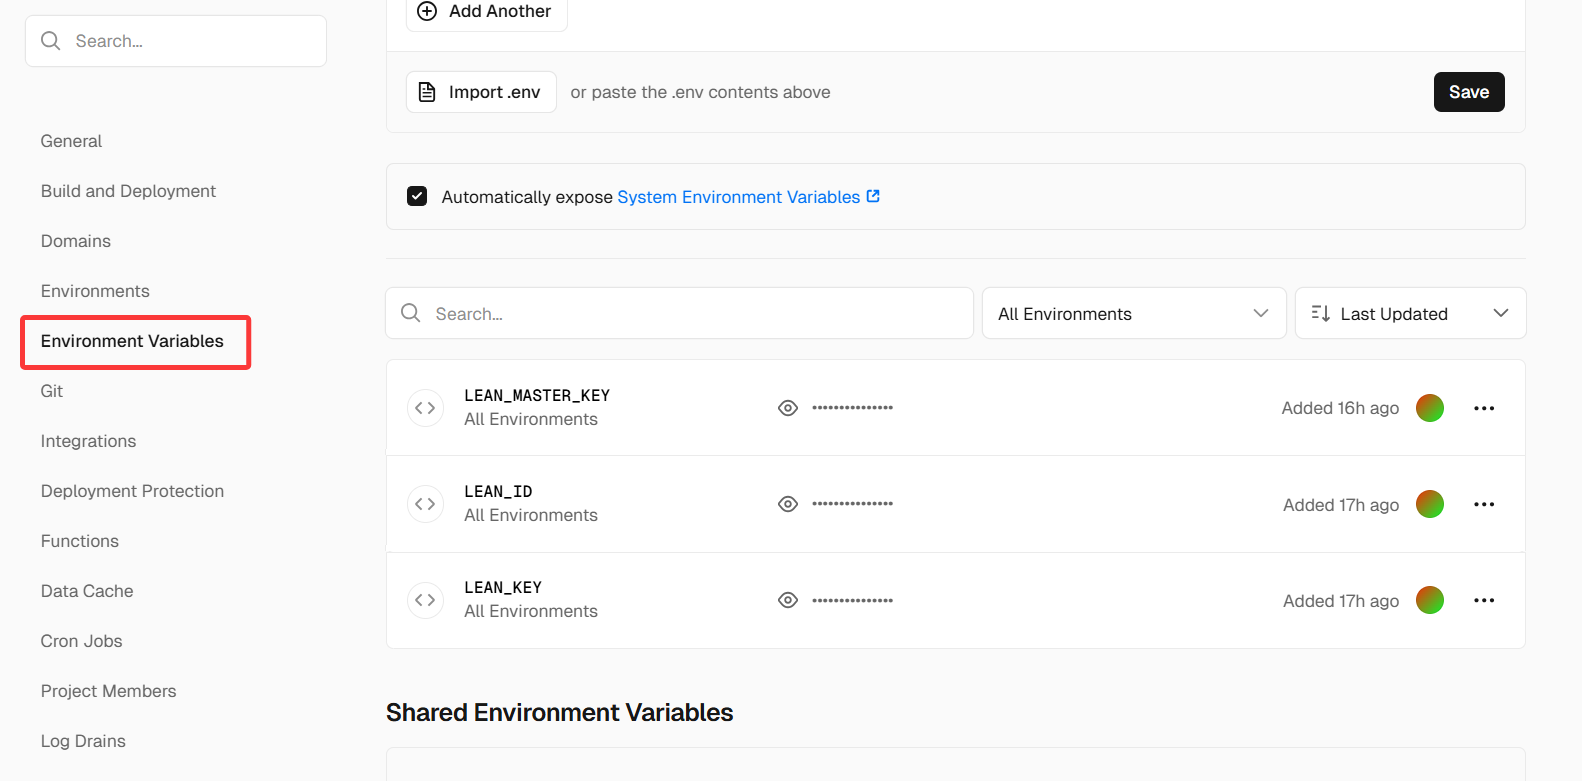 Search...
General
Build and Deployment
Domains
Environments
Environment Variables
Git
Integrations
Deployment Protection
Functions
Data Cache
Cron Jobs
Project Members
Log Drains
Add Another
Import .env or paste the .env contents above Save
Automatically expose System Environment Variables
Search... All Environments Last Updated
LEAN_MASTER_KEY
All Environments
•••••••••••••••
Added 16h ago
LEAN_ID
All Environments
•••••••••••••••
Added 17h ago
LEAN_KEY
All Environments
•••••••••••••••
Added 17h ago
Shared Environment Variables